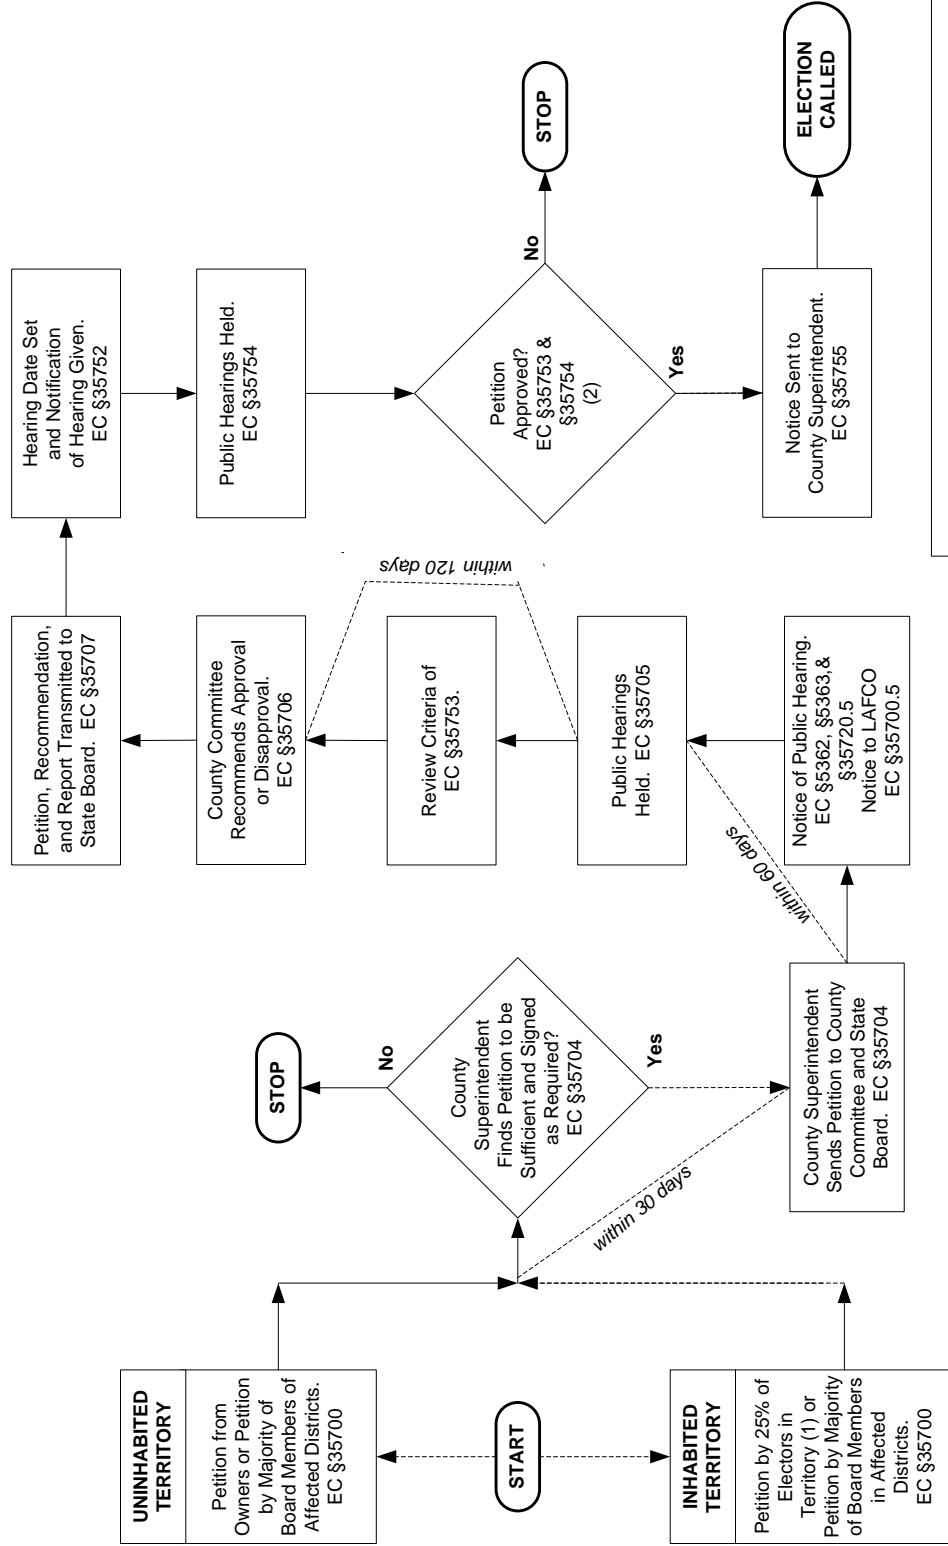 START
UNINHABITED
TERRITORY
Petition from
Owners or Petition
by Majority of
Board Members of
Affected Districts.
EC §35700
INHABITED
TERRITORY
Petition by 25% of
Electors in
Territory (1) or
Petition by Majority
of Board Members
in Affected
Districts.
EC §35700
within 30 days
County
Superintendent
Finds Petition to be
Sufficient and Signed
as Required?
EC §35704
No
STOP
Yes
County Superintendent
Sends Petition to County
Committee and State
Board. EC §35704
within 60 days
Notice of Public Hearing.
EC §5362, §5363,&
§35720.5
Notice to LAFCO
EC §35700.5
Public Hearings
Held. EC §35705
within 120 days
Review Criteria of
EC §35753.
County Committee
Recommends Approval
or Disapproval.
EC §35706
Petition, Recommendation,
and Report Transmitted to
State Board. EC §35707
Hearing Date Set
and Notification
of Hearing Given.
EC §35752
Public Hearings Held.
EC §35754
Petition
Approved?
EC §35753 &
§35754
(2)
No
STOP
Yes
Notice Sent to
County Superintendent.
EC §35755
ELECTION
CALLED